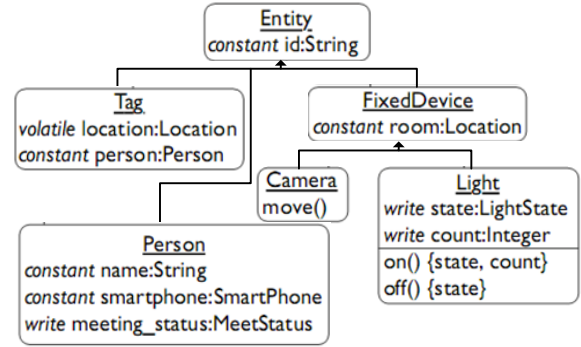 Entity
constant id:String
Tag
volatile location:Location
constant person:Person
FixedDevice
constant room:Location
Camera
move()
Light
write state:LightState
write count:Integer
on() {state, count}
off() {state}
Person
constant name:String
constant smartphone:SmartPhone
write meeting_status:MeetStatus